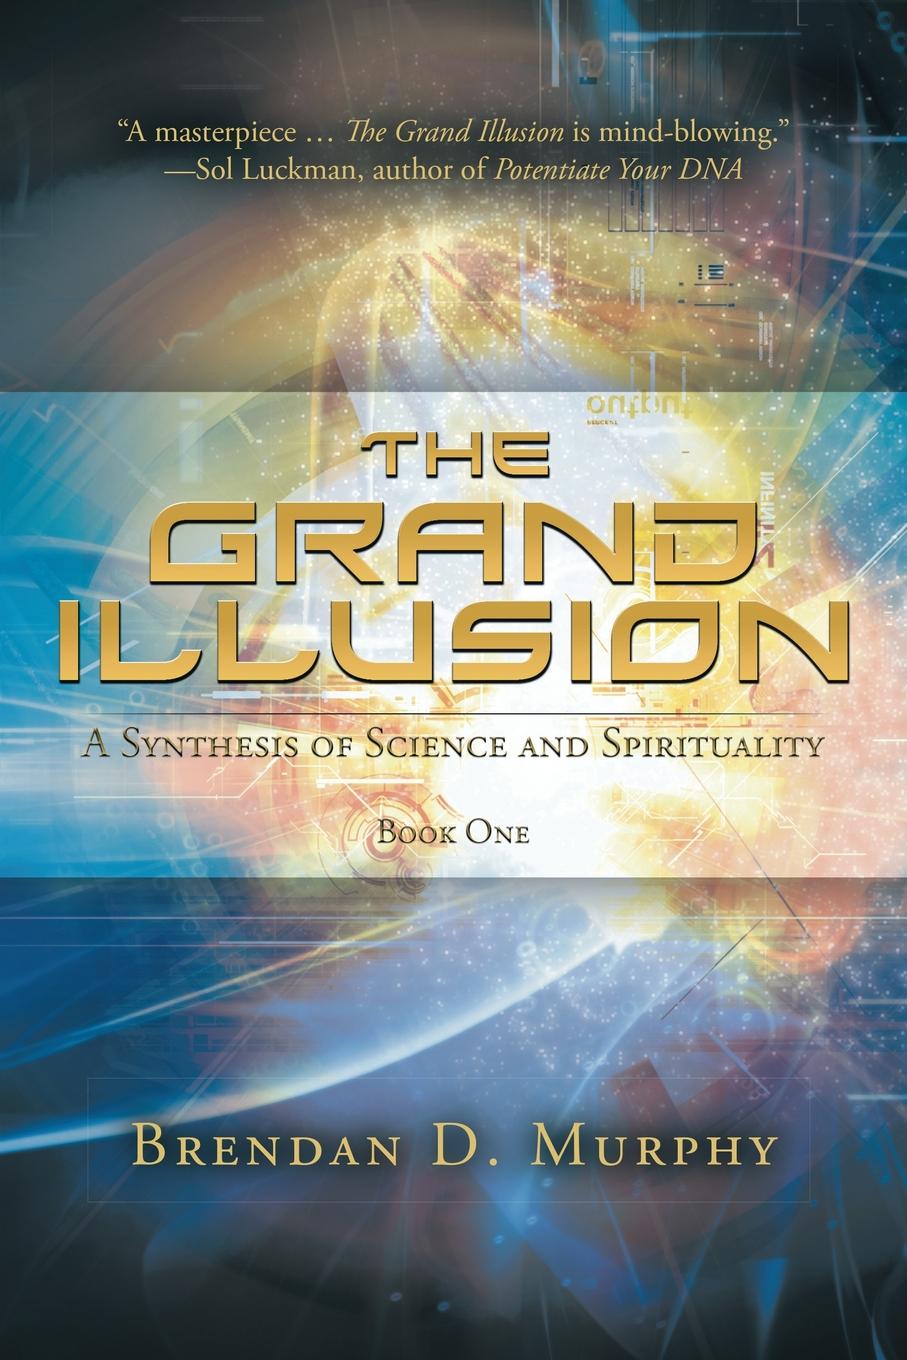 “A masterpiece … The Grand Illusion is mind-blowing.”
—Sol Luckman, author of Potentiate Your DNA
output
THE
GRAND
ILLUSION
A Synthesis of Science and Spirituality
Book One
Brendan D. Murphy